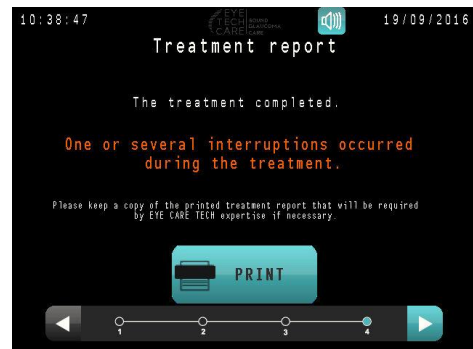 10:38:47
EYE
TECH
CARE
19/09/2016
Treatment report
The treatment completed.
One or several interruptions occurred
during the treatment.
Please keep a copy of the printed treatment report that will be required
by EYE CARE TECH expertise if necessary.
PRINT
1 2 3 4